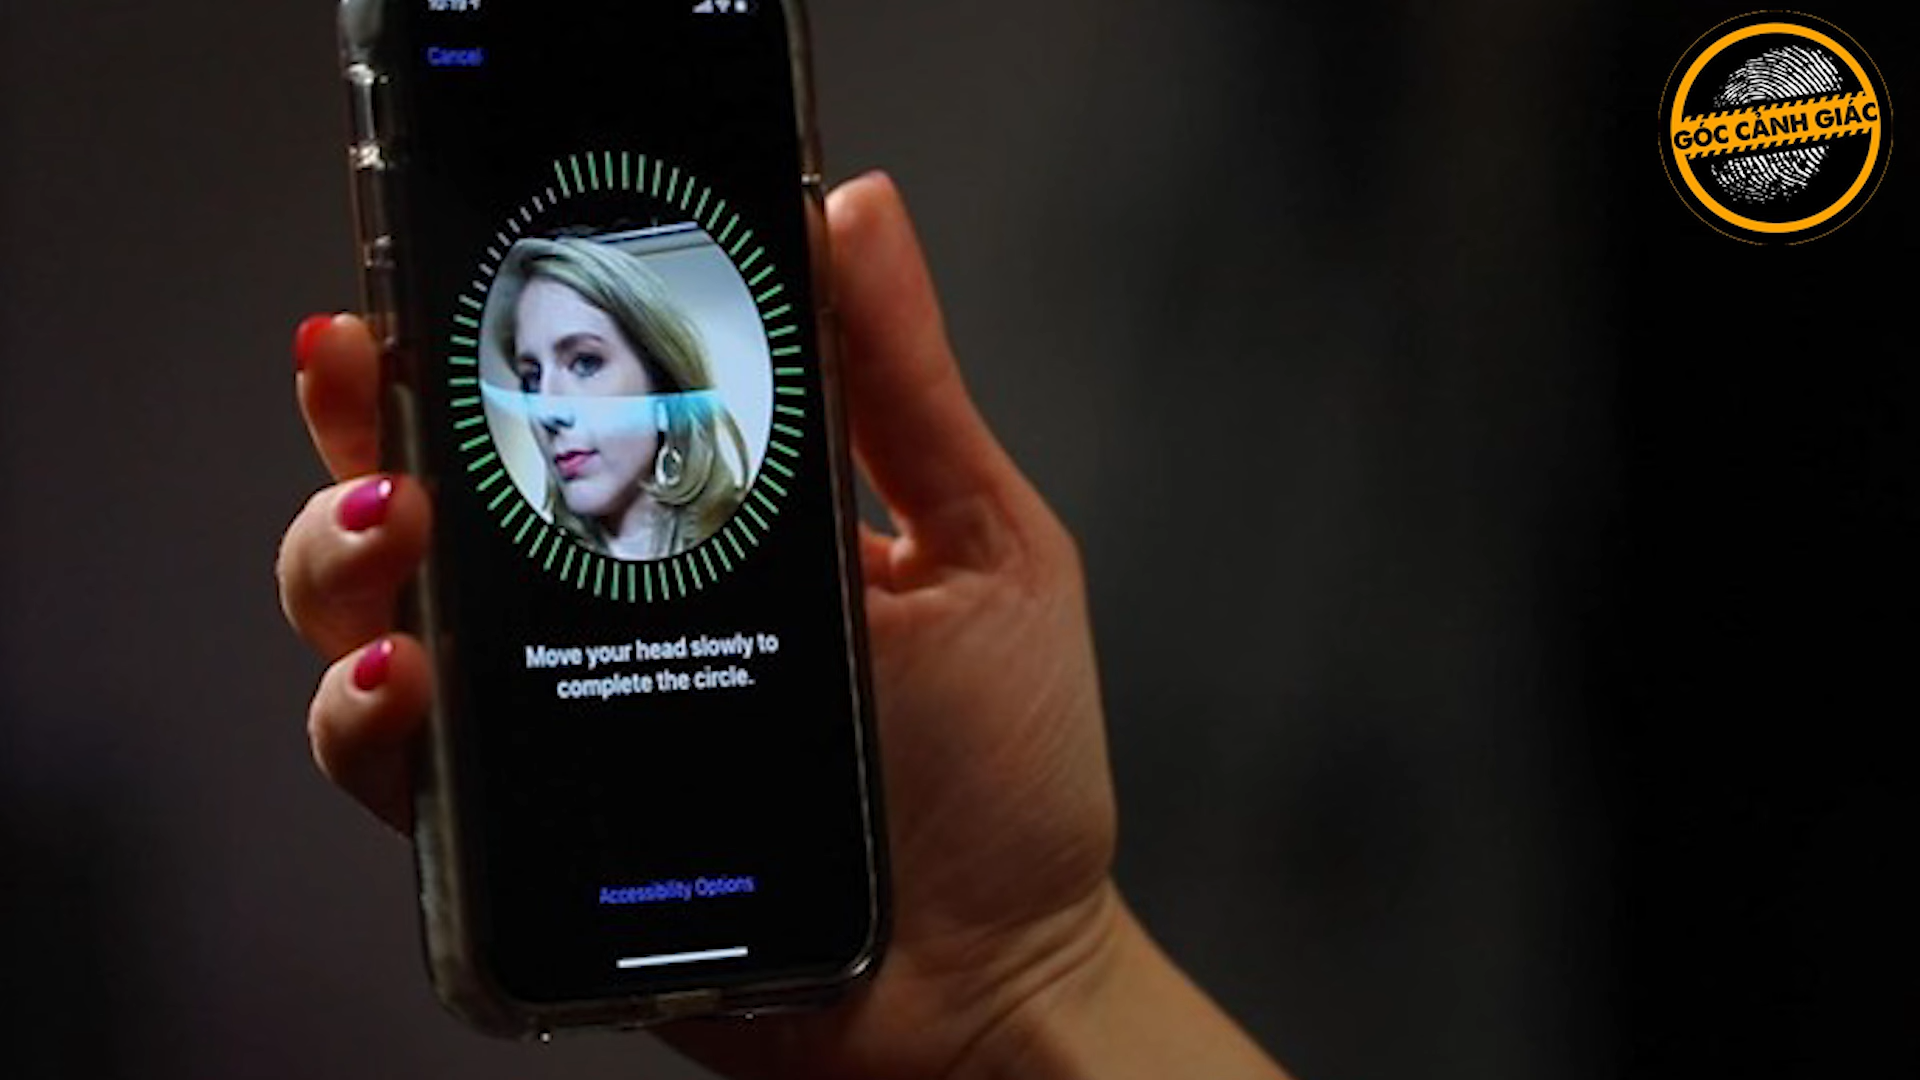 Cancel
GÓC CẢNH GIÁC
Move your head slowly to
complete the circle.
Accessibility Options